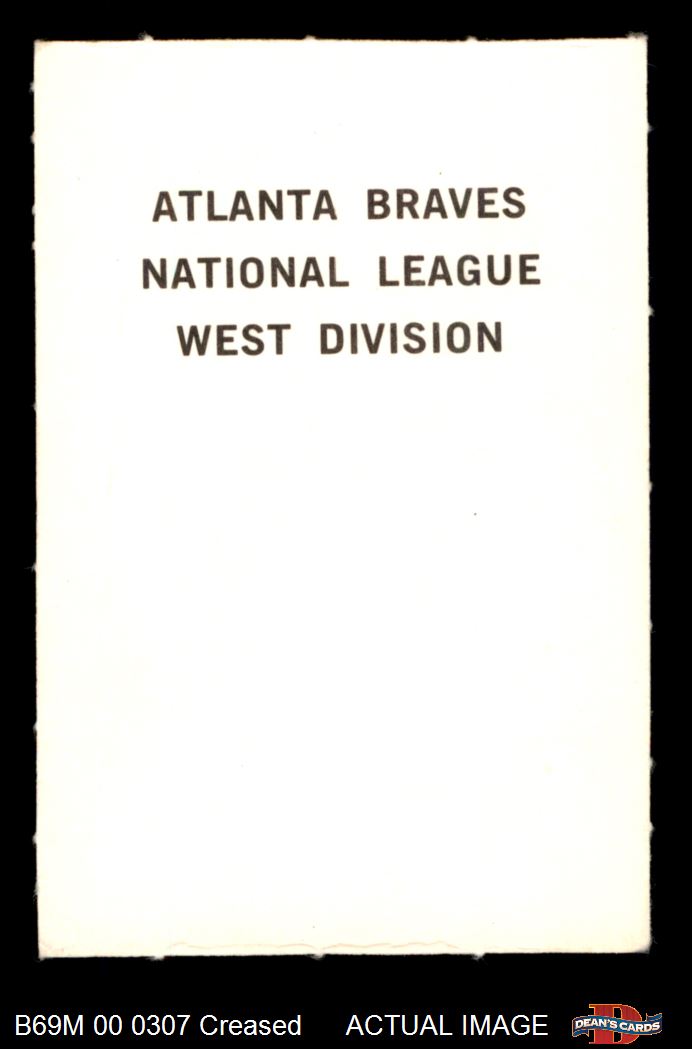 ATLANTA BRAVES
NATIONAL LEAGUE
WEST DIVISION
B69M 00 0307 Creased ACTUAL IMAGE
DEAN'S CARDS